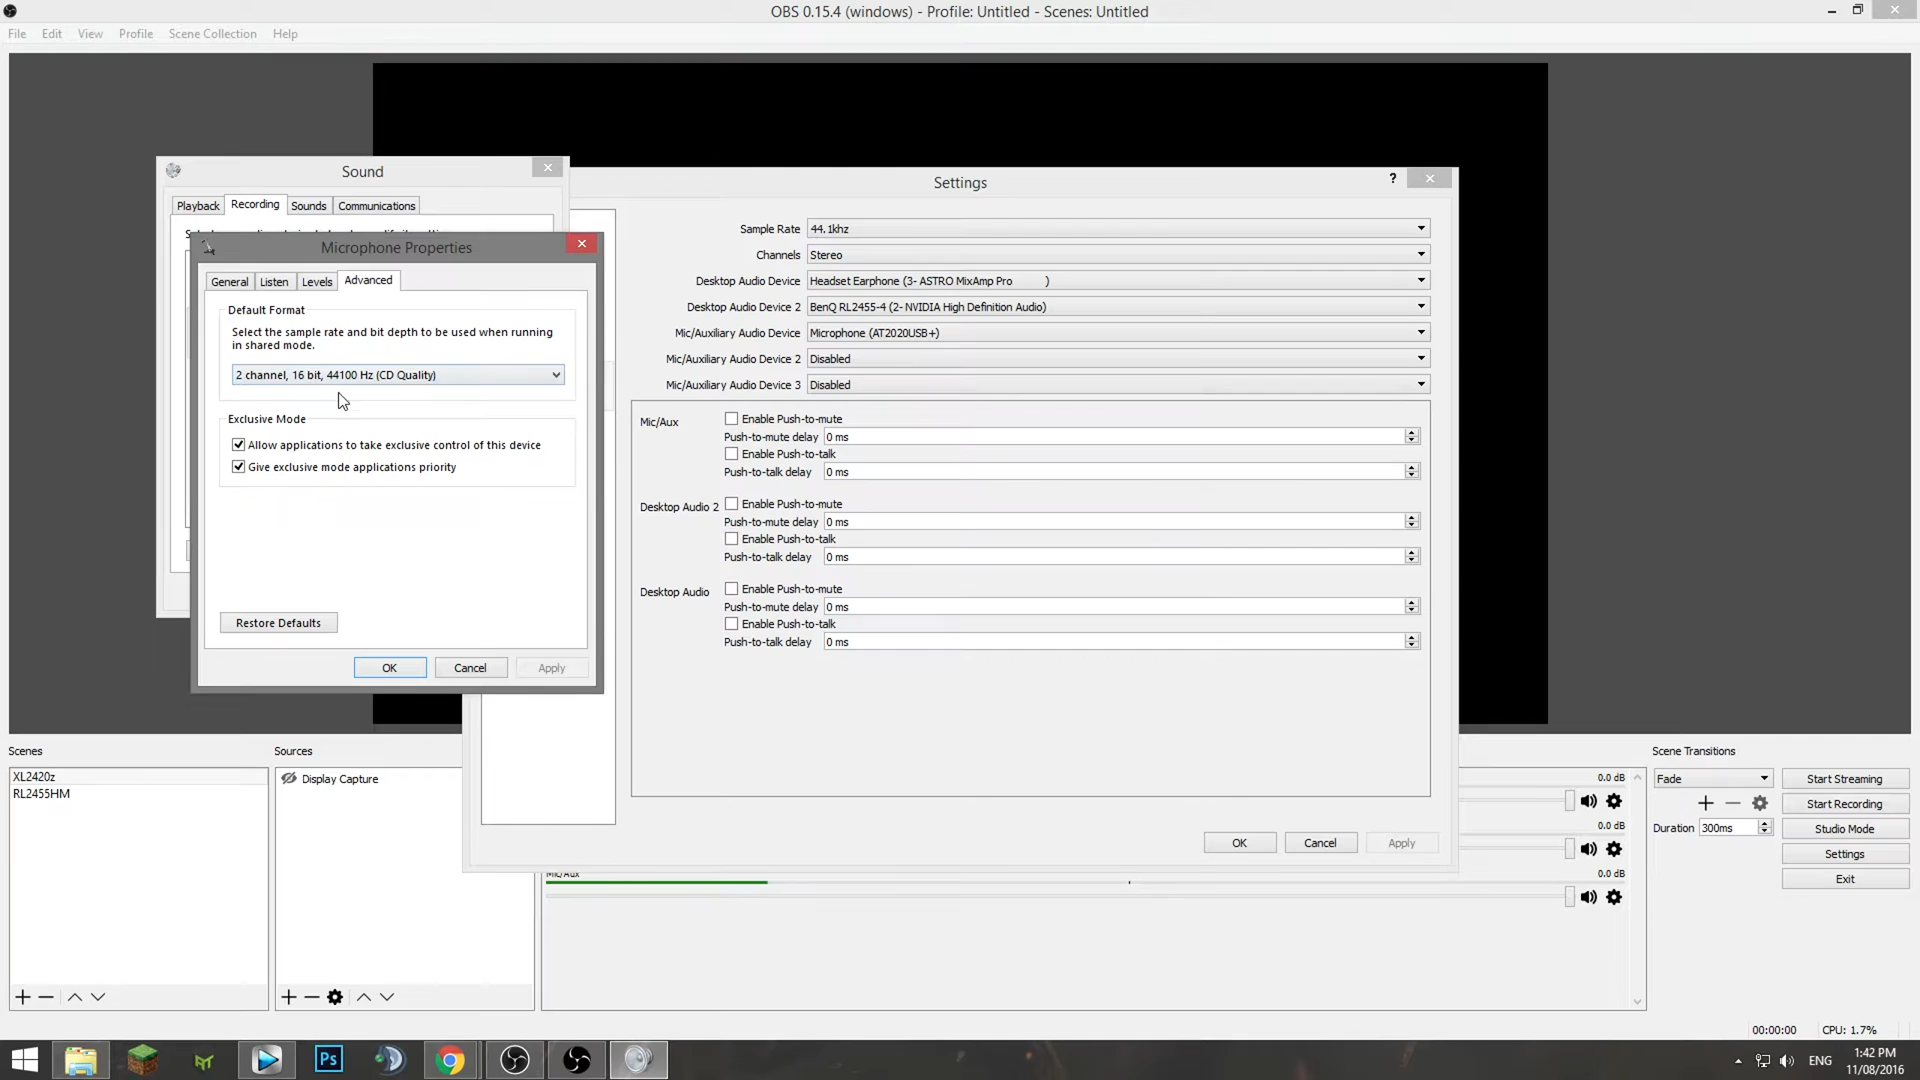 OBS 0.15.4 (windows) - Profile: Untitled - Scenes: Untitled
File Edit View Profile Scene Collection Help
Sound
Playback Recording Sounds Communications
Microphone Properties
General Listen Levels Advanced
Default Format
Select the sample rate and bit depth to be used when running
in shared mode.
2 channel, 16 bit, 44100 Hz (CD Quality)
Exclusive Mode
Allow applications to take exclusive control of this device
Give exclusive mode applications priority
Restore Defaults
OK Cancel Apply
Settings
?
Sample Rate 44.1khz
Channels Stereo
Desktop Audio Device Headset Earphone (3- ASTRO MixAmp Pro )
Desktop Audio Device 2 BenQ RL2455-4 (2- NVIDIA High Definition Audio)
Mic/Auxiliary Audio Device Microphone (AT2020USB+)
Mic/Auxiliary Audio Device 2 Disabled
Mic/Auxiliary Audio Device 3 Disabled
Mic/Aux Enable Push-to-mute
Push-to-mute delay 0 ms
Enable Push-to-talk
Push-to-talk delay 0 ms
Desktop Audio 2 Enable Push-to-mute
Push-to-mute delay 0 ms
Enable Push-to-talk
Push-to-talk delay 0 ms
Desktop Audio Enable Push-to-mute
Push-to-mute delay 0 ms
Enable Push-to-talk
Push-to-talk delay 0 ms
OK Cancel Apply
Scenes
XL2420z
RL2455HM
Sources
Display Capture
0.0 dB
0.0 dB
Mic/Aux 0.0 dB
Scene Transitions
Fade
Duration 300ms
Start Streaming
Start Recording
Studio Mode
Settings
Exit
00:00:00 CPU: 1.7%
Ps
ENG
1:42 PM
11/08/2016